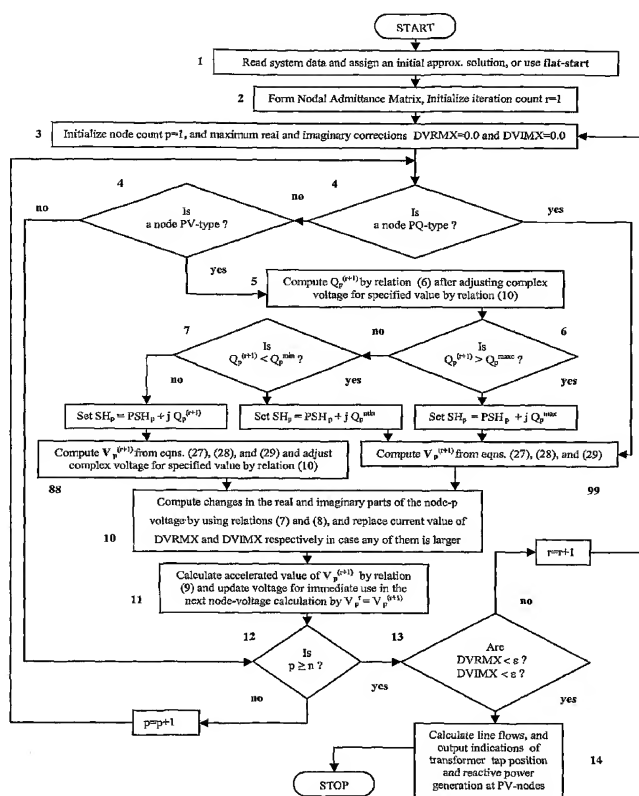 START
1 Read system data and assign an initial approx. solution, or use flat-start
2 Form Nodal Admittance Matrix, Initialize iteration count r=1
3 Initialize node count p=1, and maximum real and imaginary corrections DVRMX=0.0 and DVIMX=0.0
4
no
Is
a node PV-type ?
no
4
Is
a node PQ-type ?
yes
yes
5 Compute Qp(r+1) by relation (6) after adjusting complex
voltage for specified value by relation (10)
7
Is
Qp(r+1) < Qpmin ?
no
6
Is
Qp(r+1) > Qpmax ?
no
yes
yes
Set SHp = PSHp + j Qp(r+1)
Set SHp = PSHp + j Qpmin
Set SHp = PSHp + j Qpmax
Compute Vp(r+1) from eqns. (27), (28), and (29) and adjust
complex voltage for specified value by relation (10)
Compute Vp(r+1) from eqns. (27), (28), and (29)
88
99
10
Compute changes in the real and imaginary parts of the node-p
voltage by using relations (7) and (8), and replace current value of
DVRMX and DVIMX respectively in case any of them is larger
r=r+1
11
Calculate accelerated value of Vp(r+1) by relation
(9) and update voltage for immediate use in the
next node-voltage calculation by Vpr = Vp(r+1)
no
12
Is
p ≥ n ?
13
Are
DVRMX < ε ?
DVIMX < ε ?
no
yes
yes
p=p+1
Calculate line flows, and
output indications of
transformer tap position
and reactive power
generation at PV-nodes
14
STOP